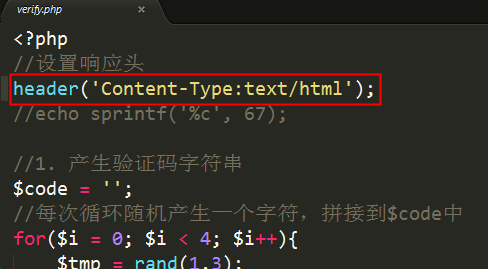 verify.php
<?php
//设置响应头
header('Content-Type:text/html');
//echo sprintf('%c', 67);
//1. 产生验证码字符串
$code = '';
//每次循环随机产生一个字符，拼接到$code中
for($i = 0; $i < 4; $i++){
$tmp = rand(1,3);